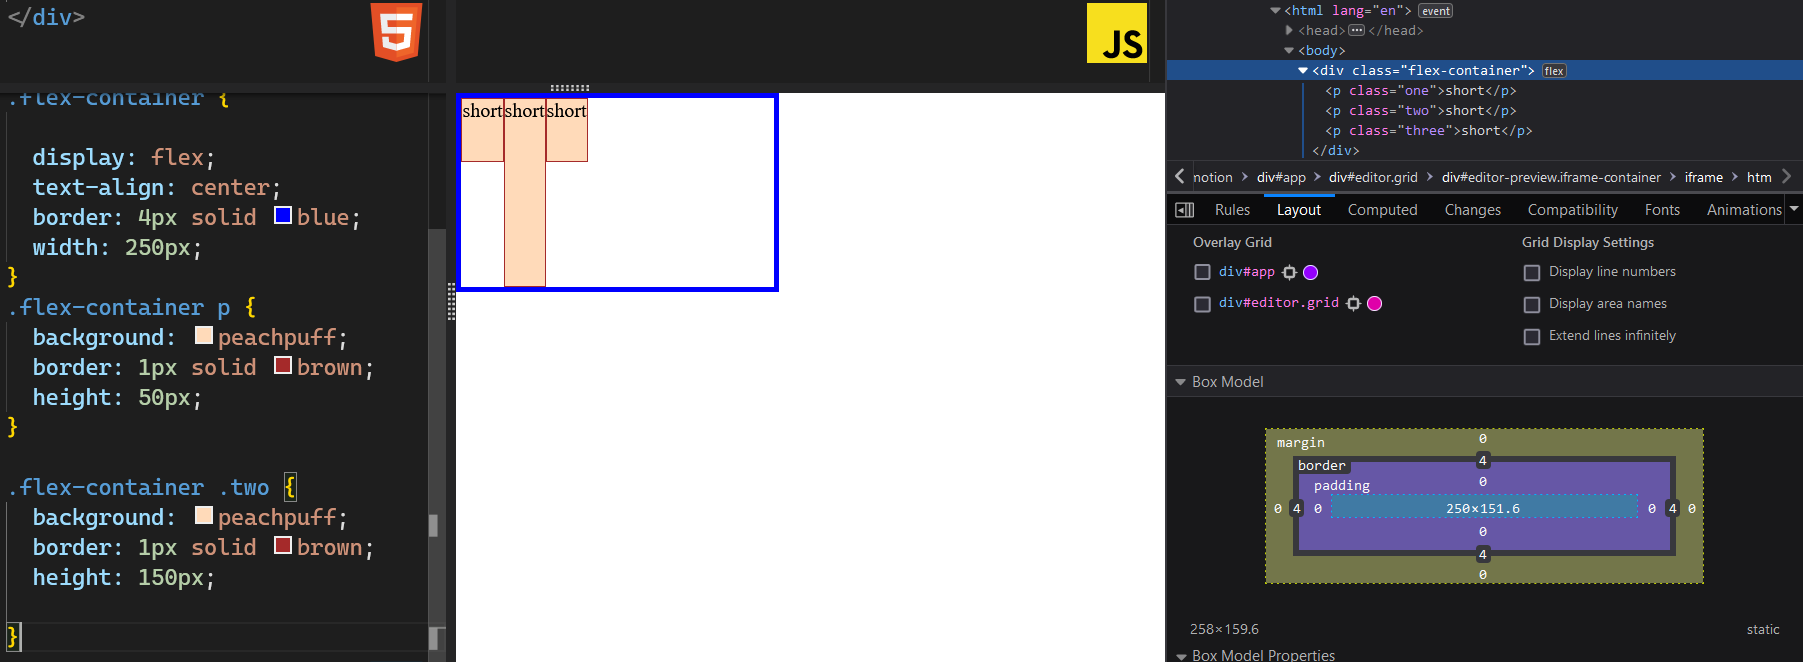 </div>
5
JS
.flex-container {
display: flex;
text-align: center;
border: 4px solid blue;
width: 250px;
}
.flex-container p {
background: peachpuff;
border: 1px solid brown;
height: 50px;
}
.flex-container .two {
background: peachpuff;
border: 1px solid brown;
height: 150px;
}
short short short
<html lang="en"> event
<head> ••• </head>
<body>
<div class="flex-container"> flex
<p class="one">short</p>
<p class="two">short</p>
<p class="three">short</p>
</div>
motion > div#app > div#editor.grid > div#editor-preview.iframe-container > iframe > htm
Rules Layout Computed Changes Compatibility Fonts Animations
Overlay Grid
div#app
div#editor.grid
Grid Display Settings
Display line numbers
Display area names
Extend lines infinitely
Box Model
margin 0
border 4
padding 0
0 4 0 250×151.6 0 4 0
0
4
0
258×159.6 static
Box Model Properties